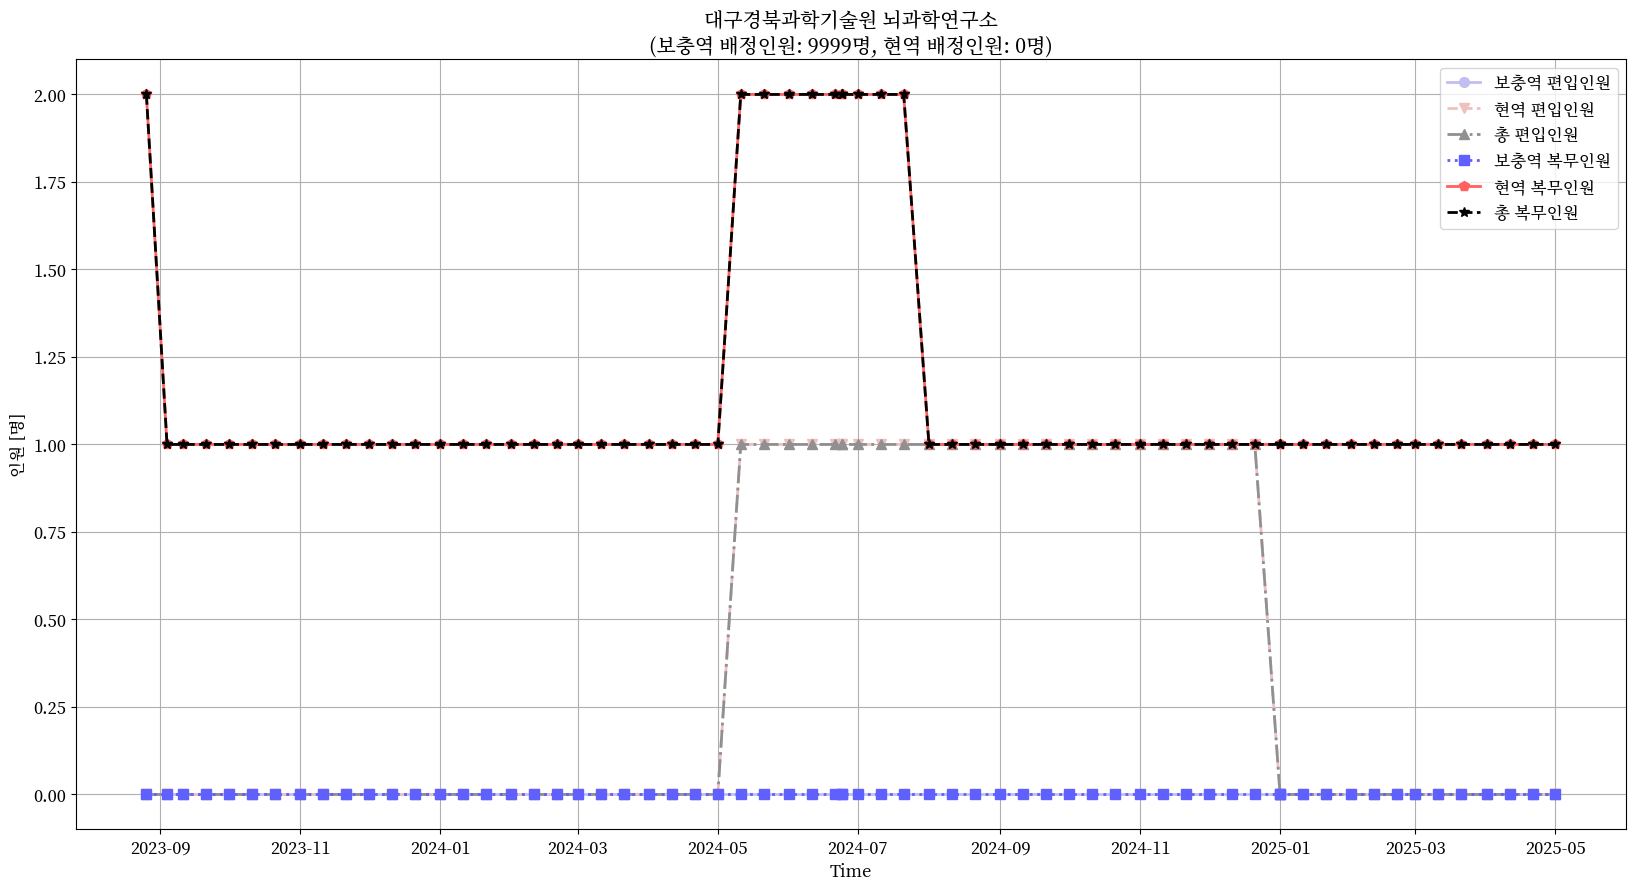 대구경북과학기술원 뇌과학연구소
(보충역 배정인원: 9999명, 현역 배정인원: 0명)
보충역 편입인원
현역 편입인원
총 편입인원
보충역 복무인원
현역 복무인원
총 복무인원
인원 [명]
2.00
1.75
1.50
1.25
1.00
0.75
0.50
0.25
0.00
2023-09 2023-11 2024-01 2024-03 2024-05 2024-07 2024-09 2024-11 2025-01 2025-03 2025-05
Time